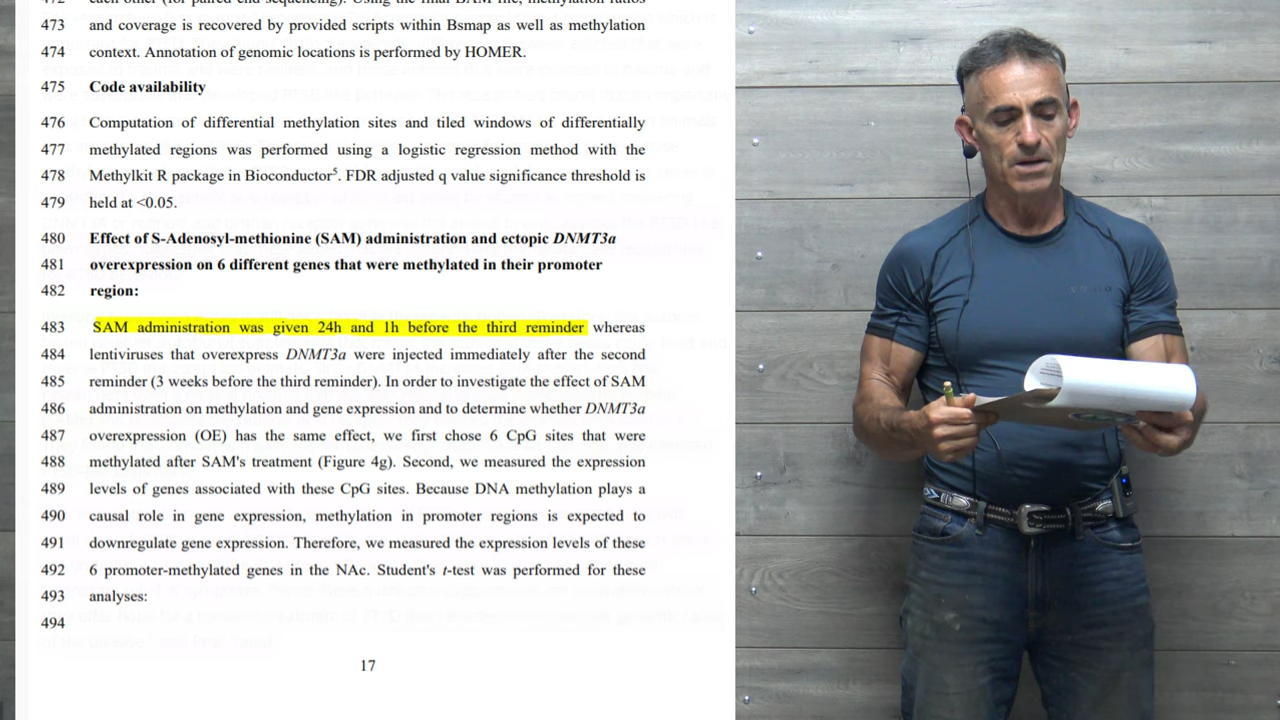 472 each other (for paired end sequencing). Using the final BAM file, methylation ratios
473 and coverage is recovered by provided scripts within Bsmap as well as methylation
474 context. Annotation of genomic locations is performed by HOMER.
475 Code availability
476 Computation of differential methylation sites and tiled windows of differentially
477 methylated regions was performed using a logistic regression method with the
478 Methylkit R package in Bioconductor⁵. FDR adjusted q value significance threshold is
479 held at <0.05.
480 Effect of S-Adenosyl-methionine (SAM) administration and ectopic DNMT3a
481 overexpression on 6 different genes that were methylated in their promoter
482 region:
483 SAM administration was given 24h and 1h before the third reminder whereas
484 lentiviruses that overexpress DNMT3a were injected immediately after the second
485 reminder (3 weeks before the third reminder). In order to investigate the effect of SAM
486 administration on methylation and gene expression and to determine whether DNMT3a
487 overexpression (OE) has the same effect, we first chose 6 CpG sites that were
488 methylated after SAM's treatment (Figure 4g). Second, we measured the expression
489 levels of genes associated with these CpG sites. Because DNA methylation plays a
490 causal role in gene expression, methylation in promoter regions is expected to
491 downregulate gene expression. Therefore, we measured the expression levels of these
492 6 promoter-methylated genes in the NAc. Student's t-test was performed for these
493 analyses:
494
17